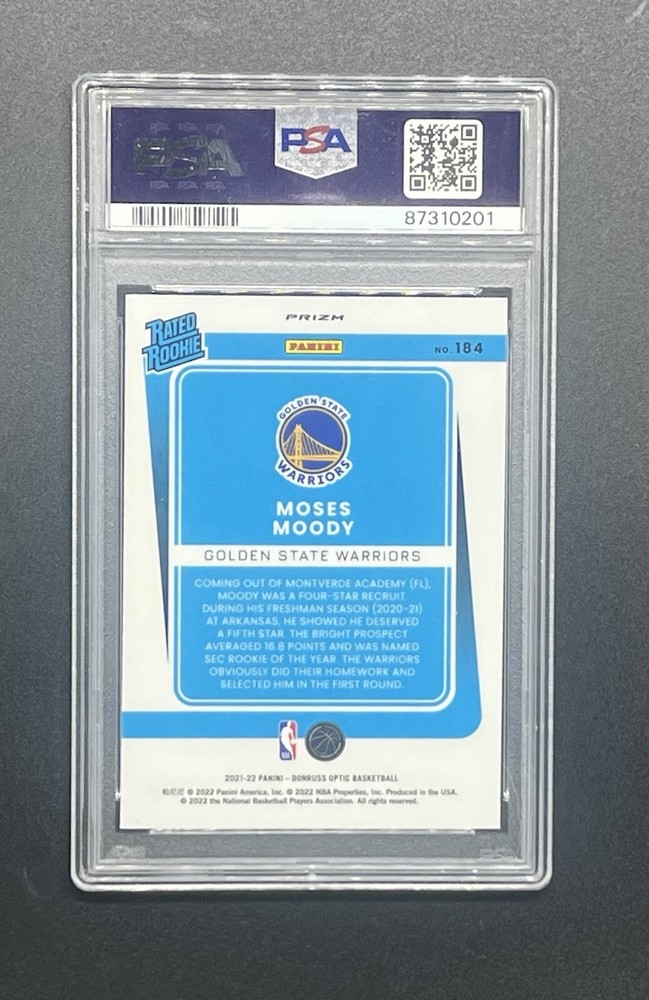 PSA
PSA
PSA PSA PSA
87310201
PRIZM
RATED
ROOKIE
PANINI
NO. 184
GOLDEN STATE
WARRIORS
MOSES
MOODY
GOLDEN STATE WARRIORS
COMING OUT OF MONTVERDE ACADEMY (FL),
MOODY WAS A FOUR-STAR RECRUIT
DURING HIS FRESHMAN SEASON (2020-21)
AT ARKANSAS, HE SHOWED HE DESERVED
A FIFTH STAR. THE BRIGHT PROSPECT
AVERAGED 16.8 POINTS AND WAS NAMED
SEC ROOKIE OF THE YEAR. THE WARRIORS
OBVIOUSLY DID THEIR HOMEWORK AND
SELECTED HIM IN THE FIRST ROUND.
NBA
2021-22 PANINI – DONRUSS OPTIC BASKETBALL
© 2022 Panini America, Inc. © 2022 NBA Properties, Inc. Produced in the USA.
© 2022 the National Basketball Players Association. All rights reserved.